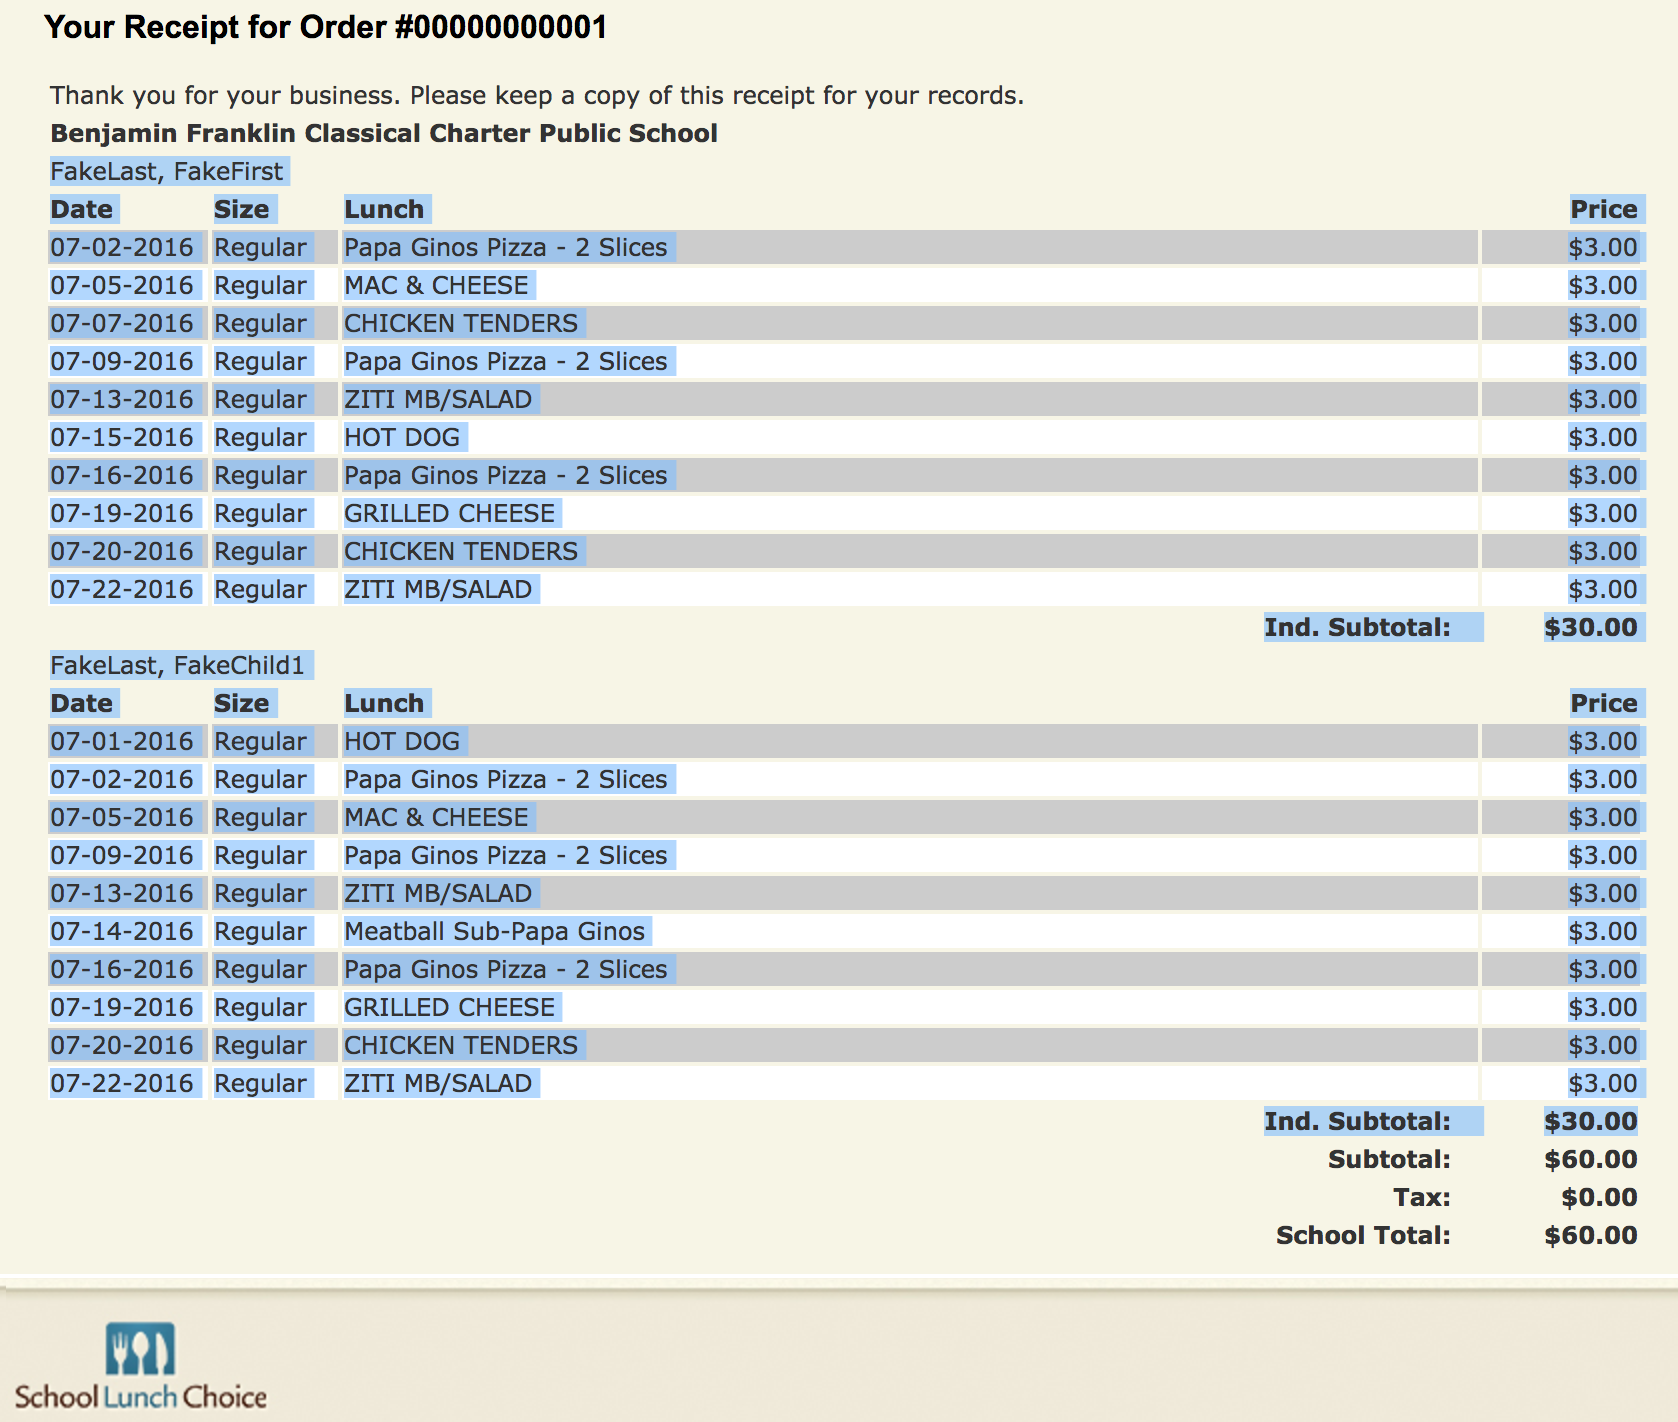 Your Receipt for Order #00000000001
Thank you for your business. Please keep a copy of this receipt for your records.
Benjamin Franklin Classical Charter Public School
FakeLast, FakeFirst
Date Size Lunch Price
07-02-2016 Regular Papa Ginos Pizza - 2 Slices $3.00
07-05-2016 Regular MAC & CHEESE $3.00
07-07-2016 Regular CHICKEN TENDERS $3.00
07-09-2016 Regular Papa Ginos Pizza - 2 Slices $3.00
07-13-2016 Regular ZITI MB/SALAD $3.00
07-15-2016 Regular HOT DOG $3.00
07-16-2016 Regular Papa Ginos Pizza - 2 Slices $3.00
07-19-2016 Regular GRILLED CHEESE $3.00
07-20-2016 Regular CHICKEN TENDERS $3.00
07-22-2016 Regular ZITI MB/SALAD $3.00
Ind. Subtotal: $30.00
FakeLast, FakeChild1
Date Size Lunch Price
07-01-2016 Regular HOT DOG $3.00
07-02-2016 Regular Papa Ginos Pizza - 2 Slices $3.00
07-05-2016 Regular MAC & CHEESE $3.00
07-09-2016 Regular Papa Ginos Pizza - 2 Slices $3.00
07-13-2016 Regular ZITI MB/SALAD $3.00
07-14-2016 Regular Meatball Sub-Papa Ginos $3.00
07-16-2016 Regular Papa Ginos Pizza - 2 Slices $3.00
07-19-2016 Regular GRILLED CHEESE $3.00
07-20-2016 Regular CHICKEN TENDERS $3.00
07-22-2016 Regular ZITI MB/SALAD $3.00
Ind. Subtotal: $30.00
Subtotal: $60.00
Tax: $0.00
School Total: $60.00
School Lunch Choice